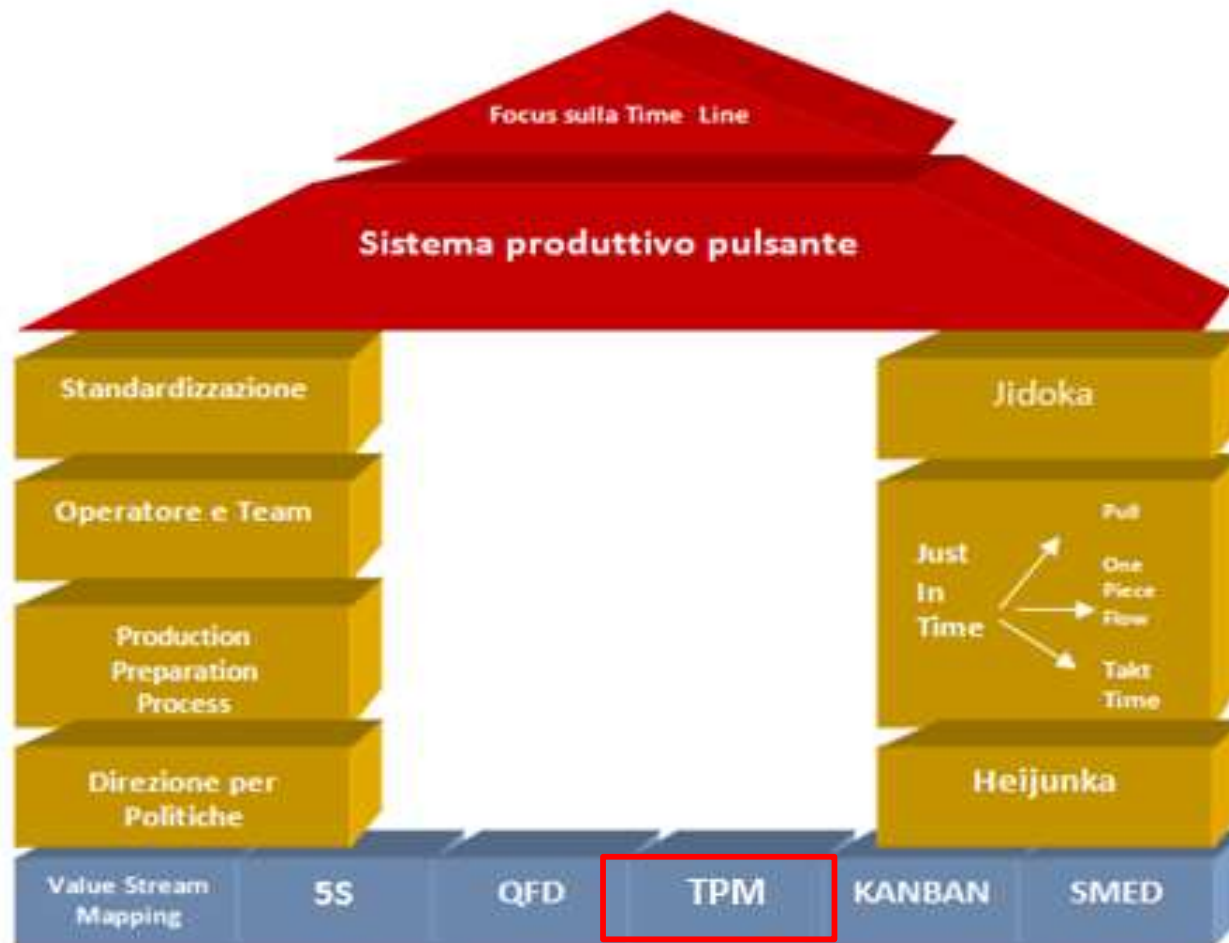 Focus sulla Time Line
Sistema produttivo pulsante
Standardizzazione
Operatore e Team
Production
Preparation
Process
Direzione per
Politiche
Jidoka
Just
In
Time
Pull
One
Piece
Flow
Takt
Time
Heijunka
Value Stream
Mapping
5S
QFD
TPM
KANBAN
SMED